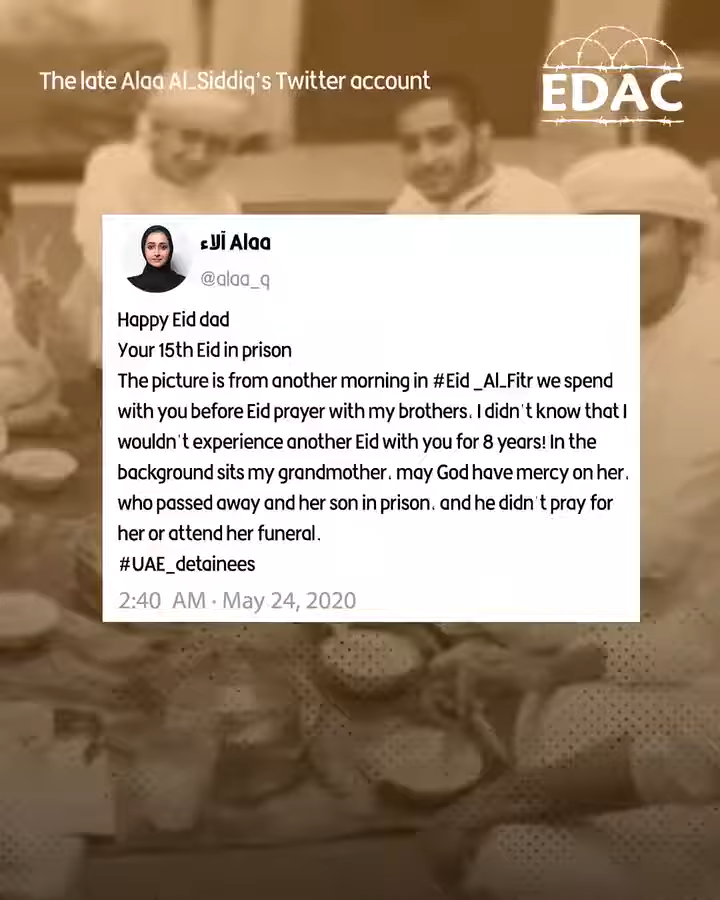 The late Alaa Al_Siddiq's Twitter account
EDAC
آلاء Alaa
@alaa_q
Happy Eid dad
Your 15th Eid in prison
The picture is from another morning in #Eid _Al_Fitr we spend
with you before Eid prayer with my brothers. I didn't know that I
wouldn't experience another Eid with you for 8 years! In the
background sits my grandmother. may God have mercy on her.
who passed away and her son in prison. and he didn't pray for
her or attend her funeral.
#UAE_detainees
2:40 AM · May 24, 2020